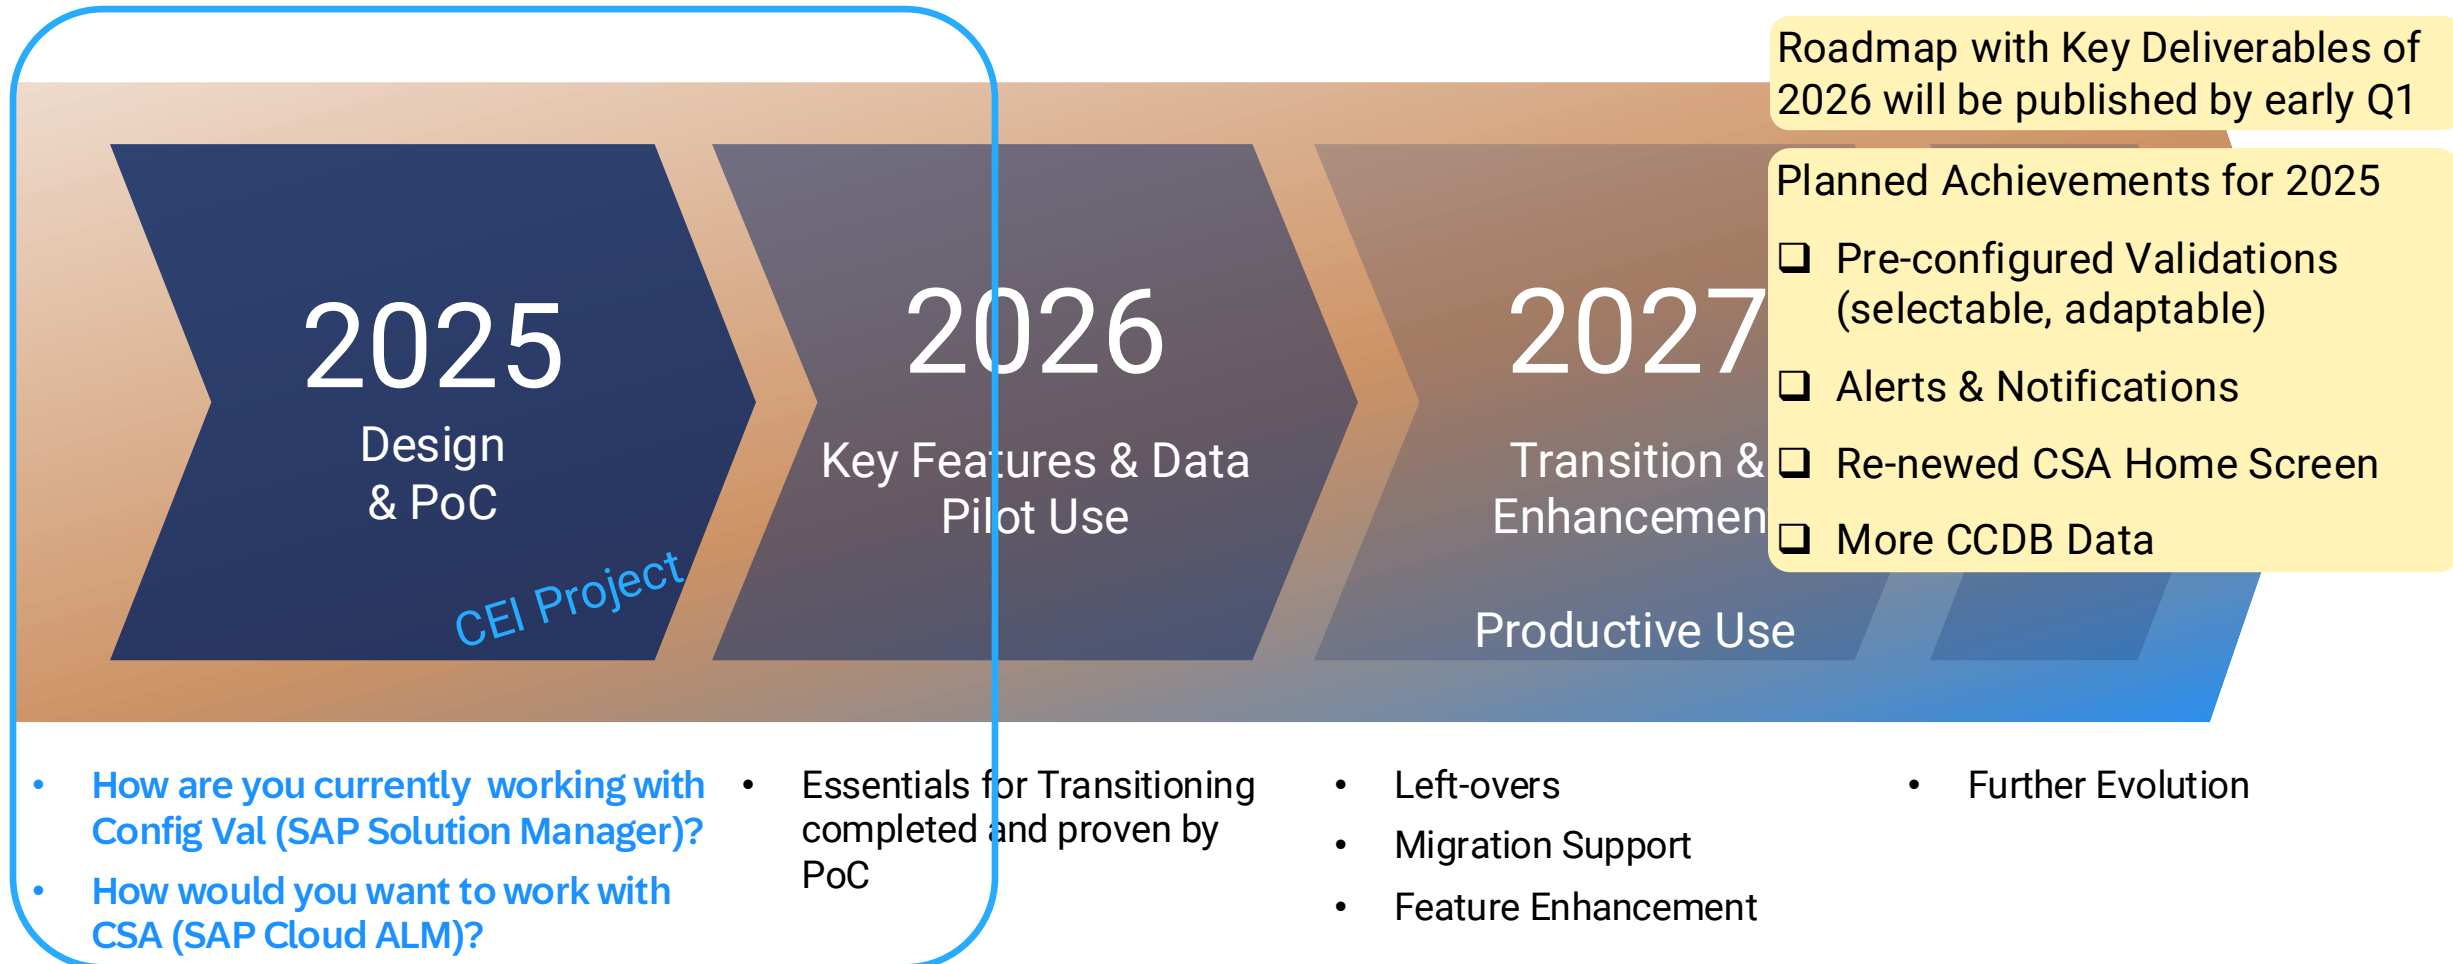 Roadmap with Key Deliverables of
2026 will be published by early Q1
Planned Achievements for 2025
❑ Pre-configured Validations
(selectable, adaptable)
❑ Alerts & Notifications
❑ Re-newed CSA Home Screen
❑ More CCDB Data
2025
Design
& PoC
CEI Project
2026
Key Features & Data
Pilot Use
2027
Transition &
Enhancemen
Productive Use
• How are you currently working with
Config Val (SAP Solution Manager)?
• How would you want to work with
CSA (SAP Cloud ALM)?
• Essentials for Transitioning
completed and proven by
PoC
• Left-overs
• Migration Support
• Feature Enhancement
• Further Evolution